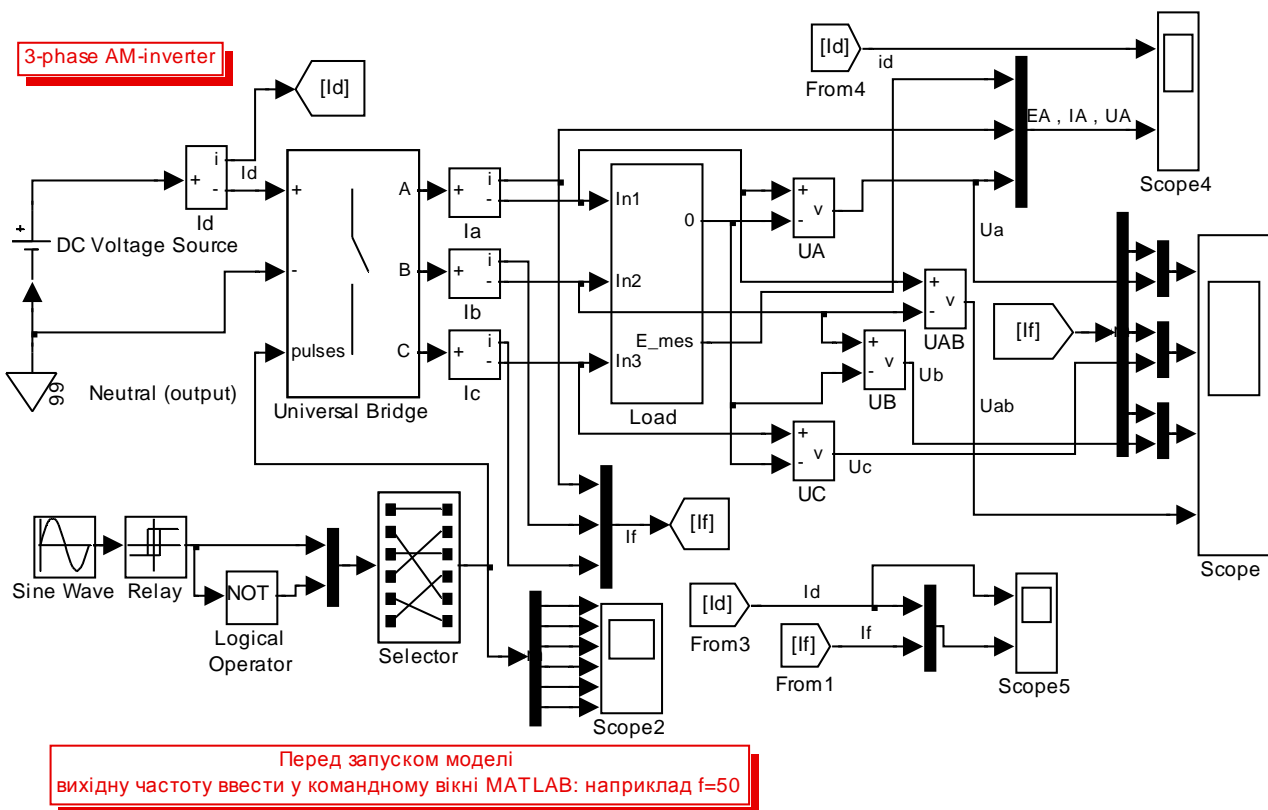 3-phase AM-inverter
[Id]
i
-
+
Id
Id
+
DC Voltage Source
99
Neutral (output)
+
-
pulses
A
B
C
Universal Bridge
+
i
-
Ia
+
i
-
Ib
+
i
-
Ic
In1
In2
In3
0
E_mes
Load
+
-
v
UA
+
-
v
UAB
+
-
v
UB
+
-
v
UC
Ua
Ub
Uc
Uab
[Id]
id
From4
EA , IA , UA
Scope4
[If]
Scope
If
[If]
Sine Wave
Relay
NOT
Logical
Operator
Selector
Scope2
[Id]
Id
From3
[If]
If
From1
Scope5
Перед запуском моделі
вихідну частоту ввести у командному вікні MATLAB: наприклад f=50